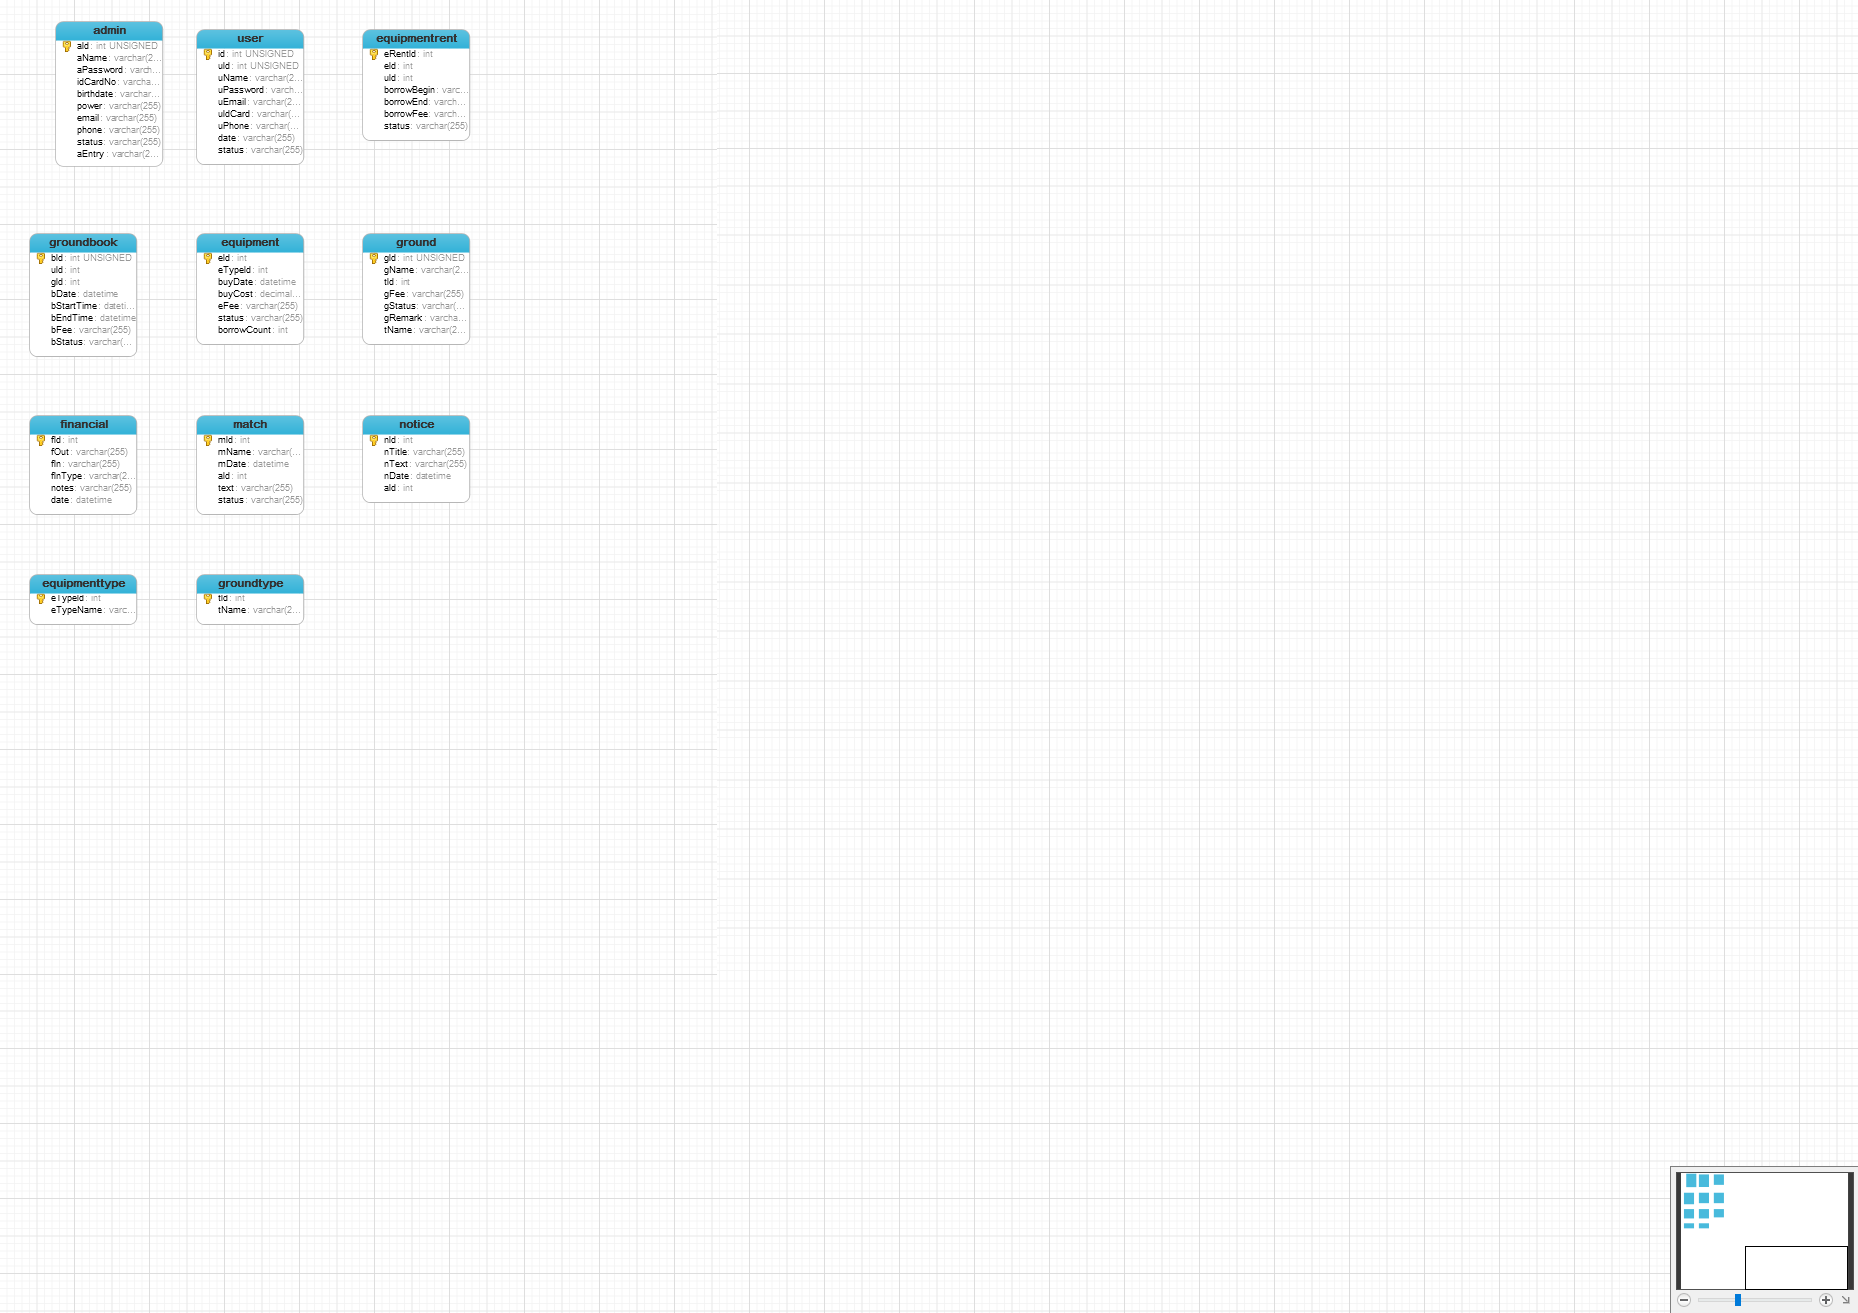 admin
aId: int UNSIGNED
aName: varchar(2...
aPassword: varch...
idCardNo: varcha...
birthdate: varchar...
power: varchar(255)
email: varchar(255)
phone: varchar(255)
status: varchar(255)
aEntry: varchar(2...
user
id: int UNSIGNED
uId: int UNSIGNED
uName: varchar(2...
uPassword: varch...
uEmail: varchar(2...
uIdCard: varchar(...
uPhone: varchar(...
date: varchar(255)
status: varchar(255)
equipmentrent
eRentId: int
eId: int
uId: int
borrowBegin: varc...
borrowEnd: varch...
borrowFee: varch...
status: varchar(255)
groundbook
bId: int UNSIGNED
uId: int
gId: int
bDate: datetime
bStartTime: dateti...
bEndTime: datetime
bFee: varchar(255)
bStatus: varchar(...
equipment
eId: int
eTypeId: int
buyDate: datetime
buyCost: decimal...
eFee: varchar(255)
status: varchar(255)
borrowCount: int
ground
gId: int UNSIGNED
gName: varchar(2...
tId: int
gFee: varchar(255)
gStatus: varchar(...
gRemark: varcha...
tName: varchar(2...
financial
fId: int
fOut: varchar(255)
fIn: varchar(255)
fInType: varchar(2...
notes: varchar(255)
date: datetime
match
mId: int
mName: varchar(...
mDate: datetime
aId: int
text: varchar(255)
status: varchar(255)
notice
nId: int
nTitle: varchar(255)
nText: varchar(255)
nDate: datetime
aId: int
equipmenttype
eTypeId: int
eTypeName: varc...
groundtype
tId: int
tName: varchar(2...